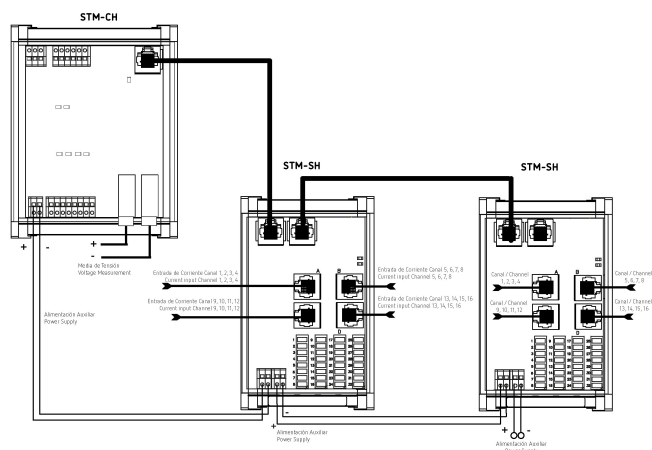 STM-CH
STM-SH
STM-SH
+ -
+
-
Medida de Tensión
Voltage Measurement
Alimentación Auxiliar
Power Supply
Entrada de Corriente Canal 1, 2, 3, 4
Current input Channel 1, 2, 3, 4
Entrada de Corriente Canal 5, 6, 7, 8
Current input Channel 5, 6, 7, 8
Entrada de Corriente Canal 9, 10, 11, 12
Current input Channel 9, 10, 11, 12
Entrada de Corriente Canal 13, 14, 15, 16
Current input Channel 13, 14, 15, 16
A B
D
+ -
Alimentación Auxiliar
Power Supply
Canal / Channel
1, 2, 3, 4
Canal / Channel
5, 6, 7, 8
Canal / Channel
9, 10, 11, 12
Canal / Channel
13, 14, 15, 16
A B
D
+ -
Alimentación Auxiliar